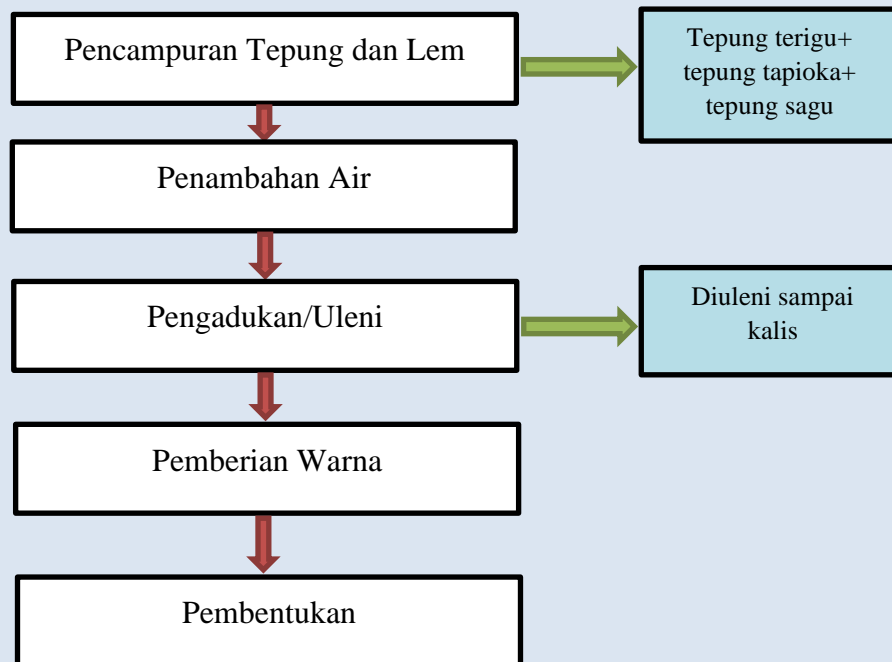 Pencampuran Tepung dan Lem
Tepung terigu+
tepung tapioka+
tepung sagu
Penambahan Air
Pengadukan/Uleni
Diuleni sampai
kalis
Pemberian Warna
Pembentukan